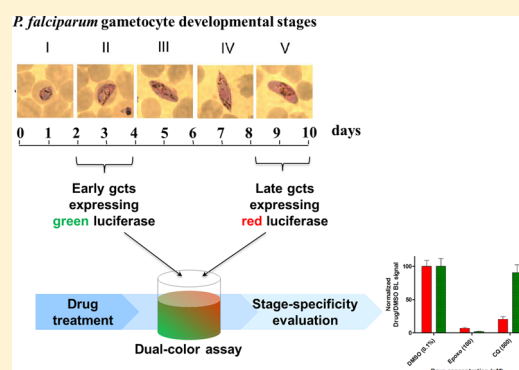 P. falciparum gametocyte developmental stages
I II III IV V
0 1 2 3 4 5 6 7 8 9 10 days
Early gcts
expressing
green luciferase
Late gcts
expressing
red luciferase
Drug
treatment
Stage-specificity
evaluation
Dual-color assay
Normalized
Drug/DMSO BL signal
100
50
0
DMSO (0.1%)
Epoxo (100)
CQ (500)